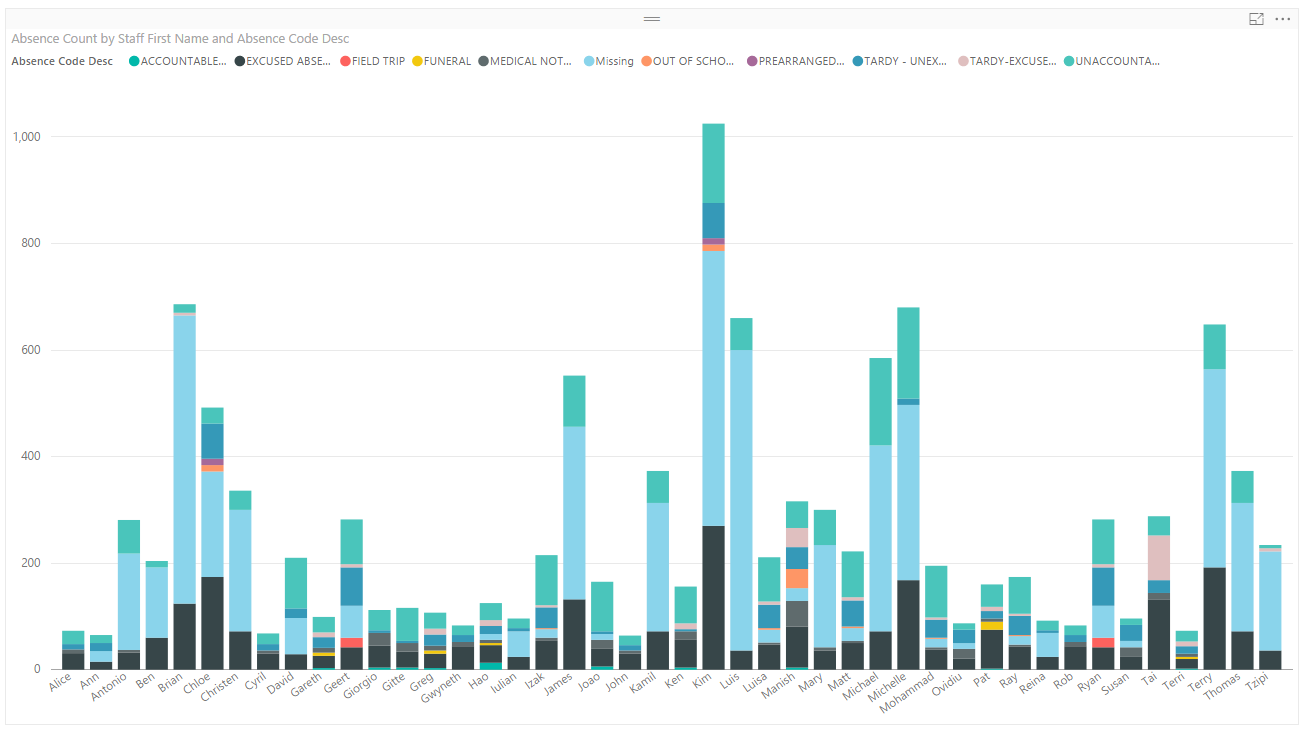 Absence Count by Staff First Name and Absence Code Desc
Absence Code Desc ACCOUNTABLE... EXCUSED ABSE... FIELD TRIP FUNERAL MEDICAL NOT... Missing OUT OF SCHO... PREARRANGED... TARDY - UNEX... TARDY-EXCUSE... UNACCOUNTA...
1,000
800
600
400
200
0
Alice Ann Antonio Ben Brian Chloe Christen Cyril David Gareth Geert Giorgio Gitte Greg Gwyneth Hao Iulian Izak James Joao John Kamil Ken Kim Luis Luisa Manish Mary Matt Michael Michelle Mohammad Ovidiu Pat Ray Reina Rob Ryan Susan Tai Terri Terry Thomas Tzipi